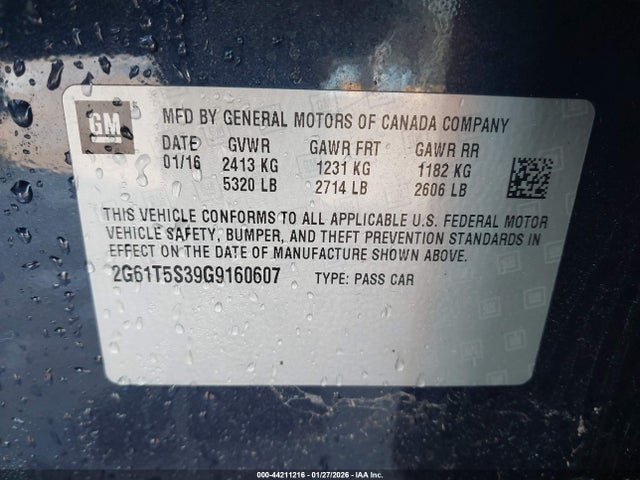 GM
MFD BY GENERAL MOTORS OF CANADA COMPANY
DATE GVWR GAWR FRT GAWR RR
01/16 2413 KG 1231 KG 1182 KG
5320 LB 2714 LB 2606 LB
THIS VEHICLE CONFORMS TO ALL APPLICABLE U.S. FEDERAL MOTOR
VEHICLE SAFETY, BUMPER, AND THEFT PREVENTION STANDARDS IN
EFFECT ON THE DATE OF MANUFACTURE SHOWN ABOVE.
2G61T5S39G9160607 TYPE: PASS CAR
000-44211216 - 01/27/2026 - IAA Inc.